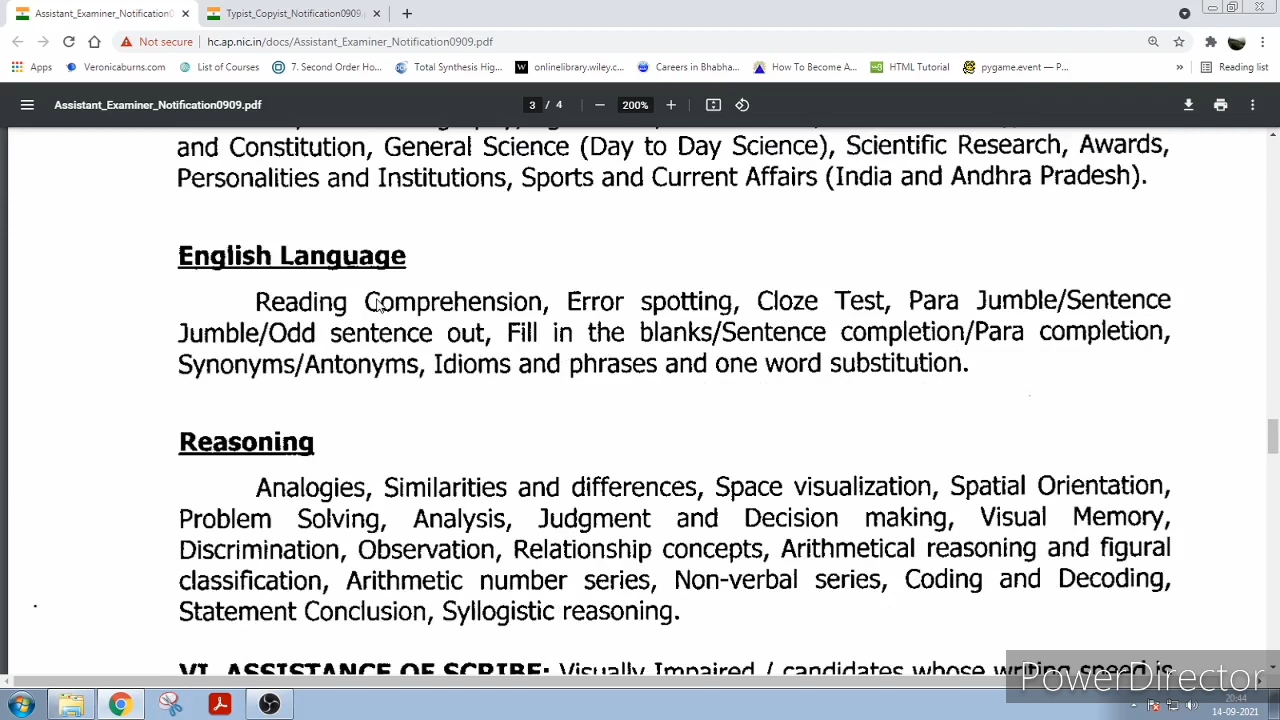 Assistant_Examiner_Notification0
Typist_Copyist_Notification0909
Not secure
hc.ap.nic.in/docs/Assistant_Examiner_Notification0909.pdf
Apps
Veronicaburns.com
List of Courses
7. Second Order Ho...
Total Synthesis Hig...
onlinelibrary.wiley.c...
Careers in Bhabha...
How To Become A...
HTML Tutorial
pygame.event — P...
»
Reading list
Assistant_Examiner_Notification0909.pdf
3 / 4
200%
and Constitution, General Science (Day to Day Science), Scientific Research, Awards,
Personalities and Institutions, Sports and Current Affairs (India and Andhra Pradesh).
English Language
Reading Comprehension, Error spotting, Cloze Test, Para Jumble/Sentence
Jumble/Odd sentence out, Fill in the blanks/Sentence completion/Para completion,
Synonyms/Antonyms, Idioms and phrases and one word substitution.
Reasoning
Analogies, Similarities and differences, Space visualization, Spatial Orientation,
Problem Solving, Analysis, Judgment and Decision making, Visual Memory,
Discrimination, Observation, Relationship concepts, Arithmetical reasoning and figural
classification, Arithmetic number series, Non-verbal series, Coding and Decoding,
Statement Conclusion, Syllogistic reasoning.
VI. ASSISTANCE OF SCRIBE: Visually Impaired / candidates whose writing speed is
PowerDirector
20:44
14-09-2021